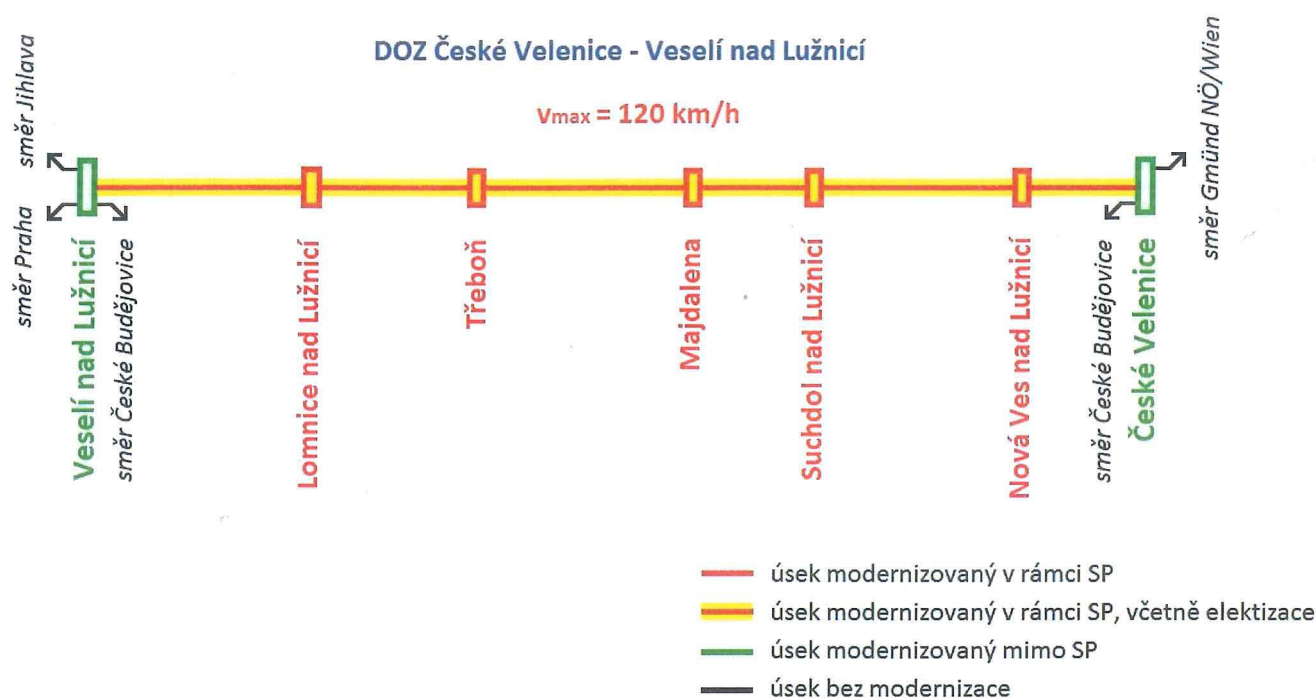 DOZ České Velenice - Veselí nad Lužnicí
vmax = 120 km/h
směr Jihlava
směr Praha
Veselí nad Lužnicí
směr České Budějovice
Lomnice nad Lužnicí
Třeboň
Majdalena
Suchdol nad Lužnicí
Nová Ves nad Lužnicí
směr České Budějovice
České Velenice
směr Gmünd NÖ/Wien
úsek modernizovaný v rámci SP
úsek modernizovaný v rámci SP, včetně elektizace
úsek modernizovaný mimo SP
úsek bez modernizace